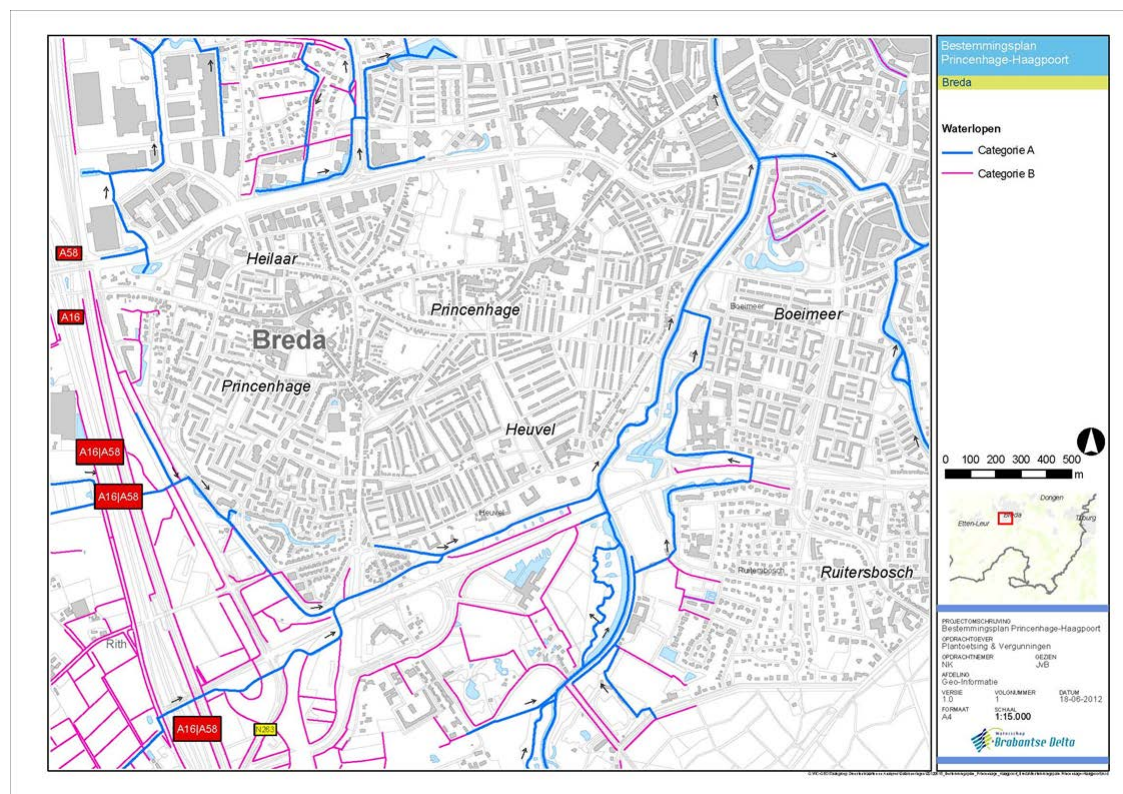 Bestemmingsplan
Princenhage-Haagpoort
Breda
Waterlopen
Categorie A
Categorie B
A58
A16
A16|A58
A16|A58
A16|A58
N263
Heilaar
Princenhage
Boeimeer
Boeimeer
Breda
Princenhage
Heuvel
Heuvel
Ruitersbosch
Ruitersbosch
Rith
0 100 200 300 400 500
m
Dongen
Breda
Etten-Leur
Tilburg
PROJECTOMSCHRIJVING
Bestemmingsplan Princenhage-Haagpoort
OPDRACHTGEVER
Plantoetsing & Vergunningen
OPDRACHTNEMER GEZIEN
NK JvB
AFDELING
Geo-Informatie
VERSIE VOLGNUMMER DATUM
1.0 1 18-06-2012
FORMAAT SCHAAL
A4 1:15.000
Waterschap
Brabantse Delta